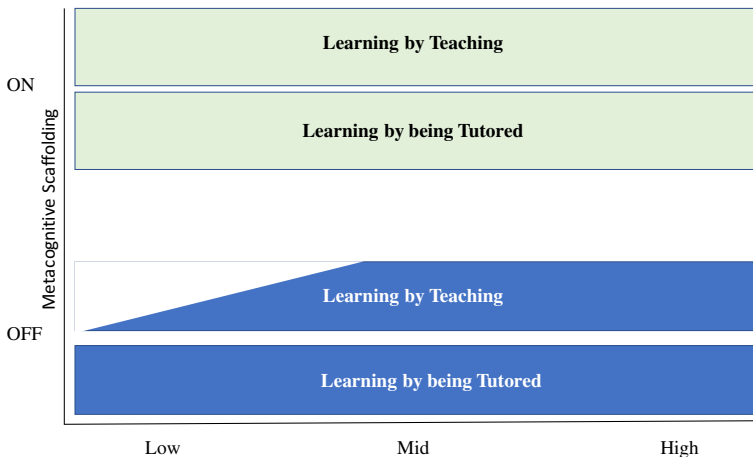 Learning by Teaching
ON
Learning by being Tutored
Metacognitive Scaffolding
Learning by Teaching
OFF
Learning by being Tutored
Low Mid High